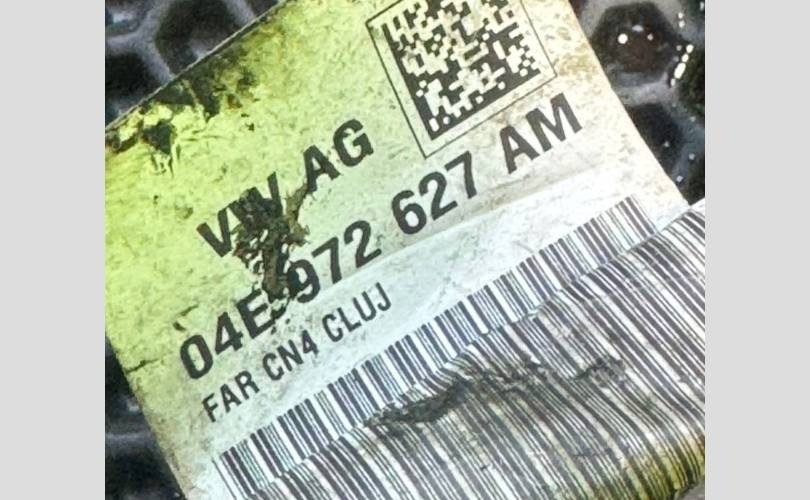 VW AG
04E 972 627 AM
FAR CN4 CLUJ